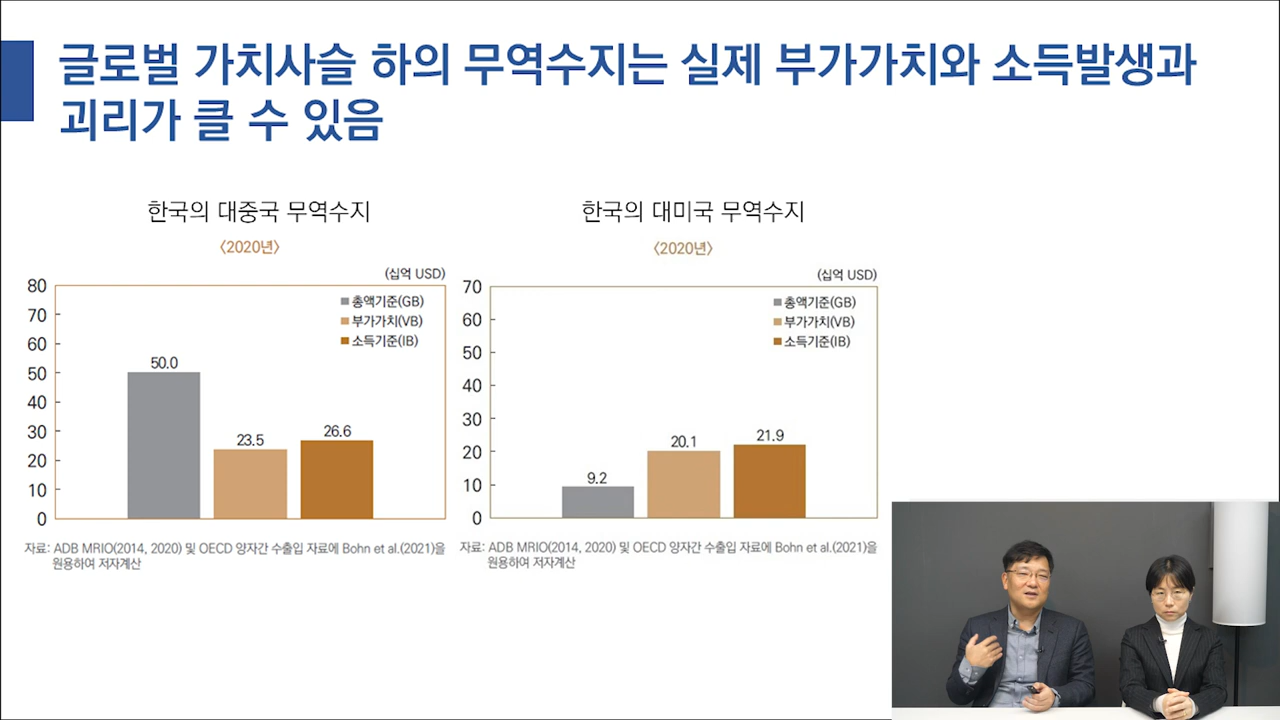 글로벌 가치사슬 하의 무역수지는 실제 부가가치와 소득발생과
괴리가 클 수 있음
한국의 대중국 무역수지
〈2020년〉
(십억 USD)
80
70
60
50
40
30
20
10
0
총액기준(GB)
부가가치(VB)
소득기준(IB)
50.0
23.5
26.6
자료: ADB MRIO(2014, 2020) 및 OECD 양자간 수출입 자료에 Bohn et al.(2021)을
원용하여 저자계산
한국의 대미국 무역수지
〈2020년〉
(십억 USD)
70
60
50
40
30
20
10
0
총액기준(GB)
부가가치(VB)
소득기준(IB)
9.2
20.1
21.9
자료: ADB MRIO(2014, 2020) 및 OECD 양자간 수출입 자료에 Bohn et al.(2021)을
원용하여 저자계산